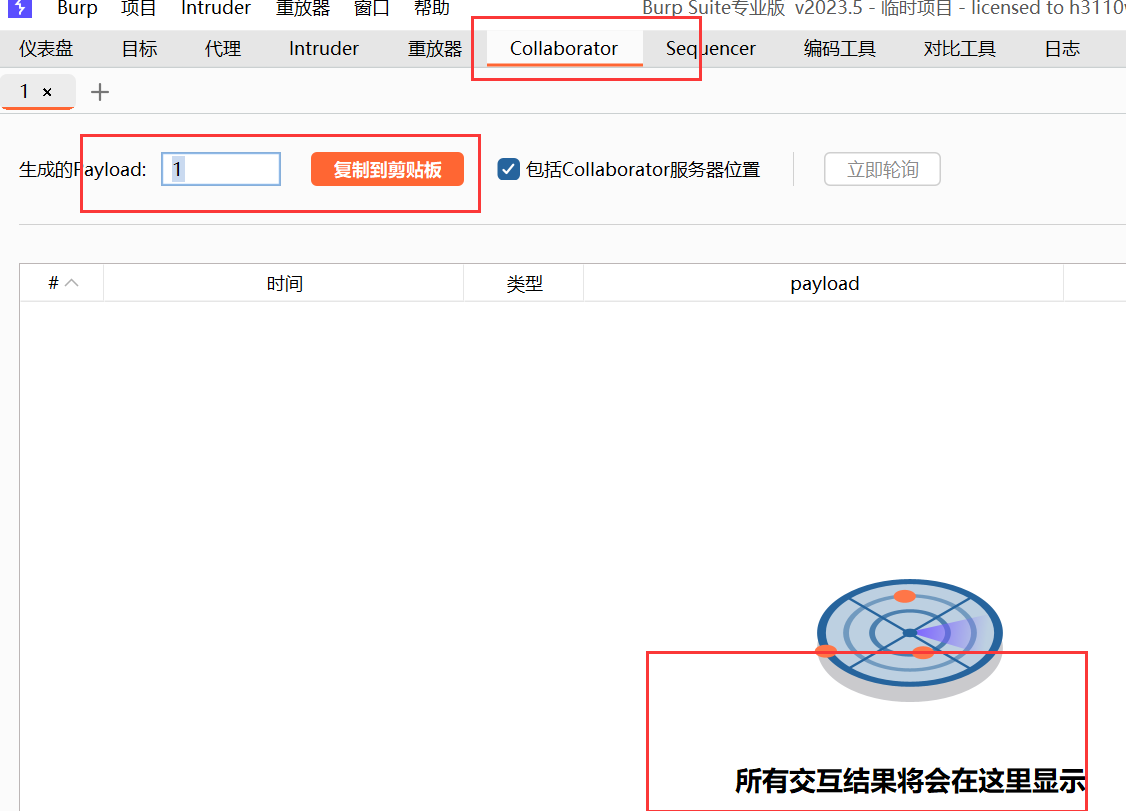 Burp 项目 Intruder 重放器 窗口 帮助 Burp Suite专业版 v2023.5 - 临时项目 - licensed to h3110
仪表盘 目标 代理 Intruder 重放器 Collaborator Sequencer 编码工具 对比工具 日志
1 × +
生成的Payload: 1 复制到剪贴板 包括Collaborator服务器位置 立即轮询
# 时间 类型 payload
所有交互结果将会在这里显示